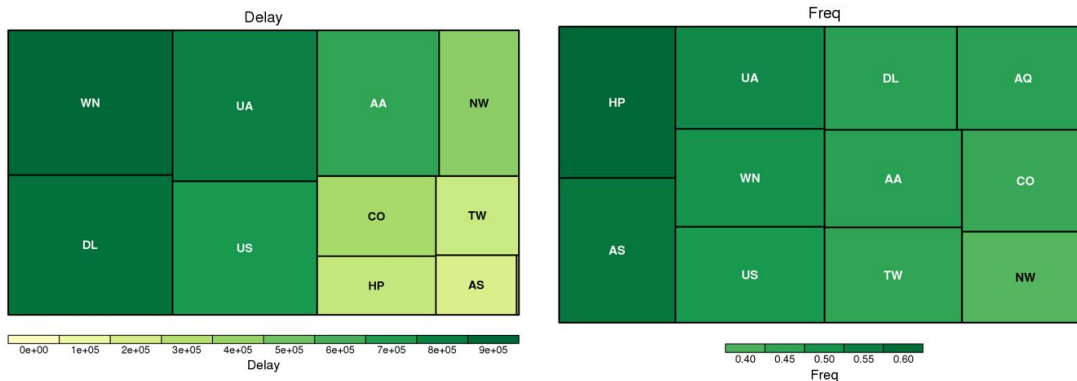 Delay
WN
UA
AA
NW
DL
US
CO
TW
HP
AS
0e+00 1e+05 2e+05 3e+05 4e+05 5e+05 6e+05 7e+05 8e+05 9e+05
Delay
Freq
HP
UA
DL
AQ
WN
AA
CO
AS
US
TW
NW
0.40 0.45 0.50 0.55 0.60
Freq